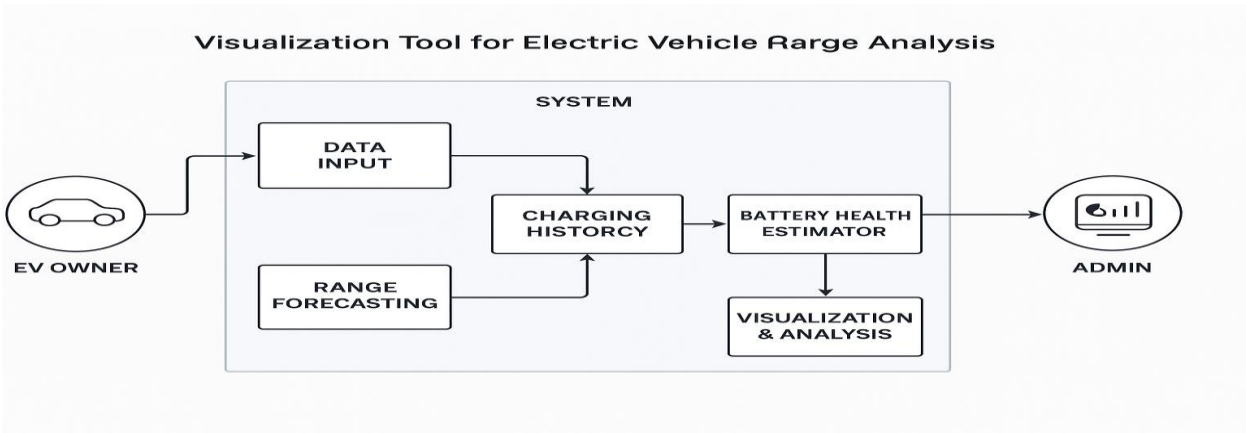 Visualization Tool for Electric Vehicle Rarge Analysis
SYSTEM
DATA
INPUT
CHARGING
HISTORCY
BATTERY HEALTH
ESTIMATOR
EV OWNER
ADMIN
RANGE
FORECASTING
VISUALIZATION
& ANALYSIS